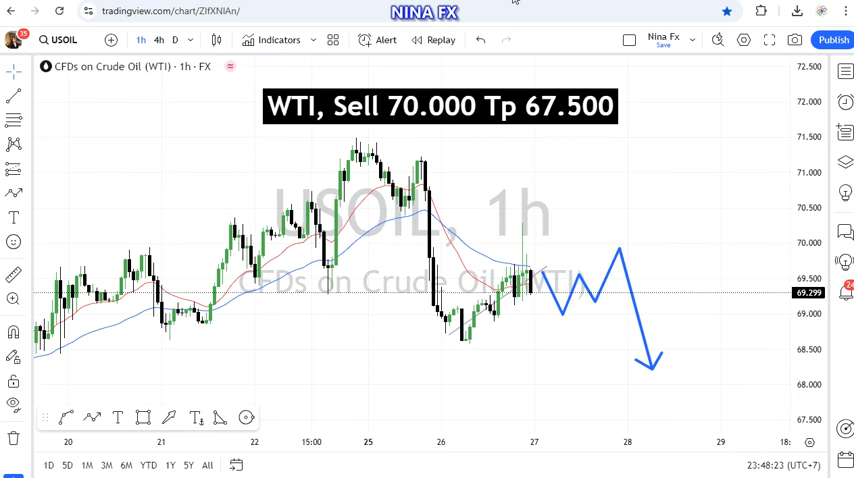 NINA FX
tradingview.com/chart/ZIfXNIAn/
35
USOIL
1h 4h D
Indicators
Alert
Replay
Nina Fx
Save
Publish
CFDs on Crude Oil (WTI) · 1h · FX
WTI, Sell 70.000 Tp 67.500
USOIL, 1h
CFDs on Crude Oil (WTI)
72.500
72.000
71.500
71.000
70.500
70.000
69.500
69.299
69.000
68.500
68.000
67.500
24
20 21 22 15:00 25 26 27 28 29 18:
1D 5D 1M 3M 6M YTD 1Y 5Y All
23:48:23 (UTC+7)